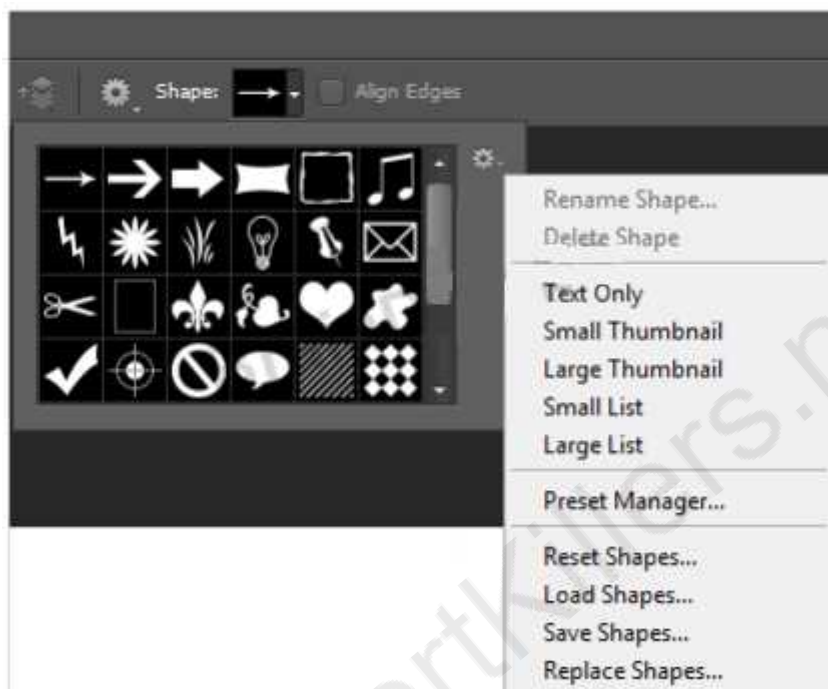 Shape:
Align Edges
Rename Shape...
Delete Shape
Text Only
Small Thumbnail
Large Thumbnail
Small List
Large List
Preset Manager...
Reset Shapes...
Load Shapes...
Save Shapes...
Replace Shapes...